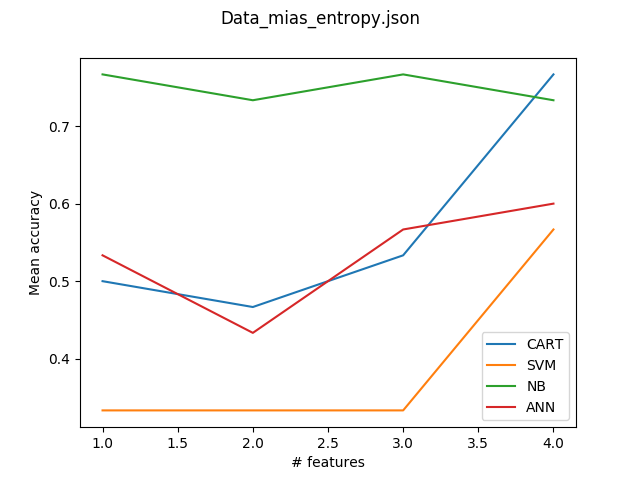 Data_mias_entropy.json
Mean accuracy
0.7
0.6
0.5
0.4
1.0 1.5 2.0 2.5 3.0 3.5 4.0
# features
CART
SVM
NB
ANN